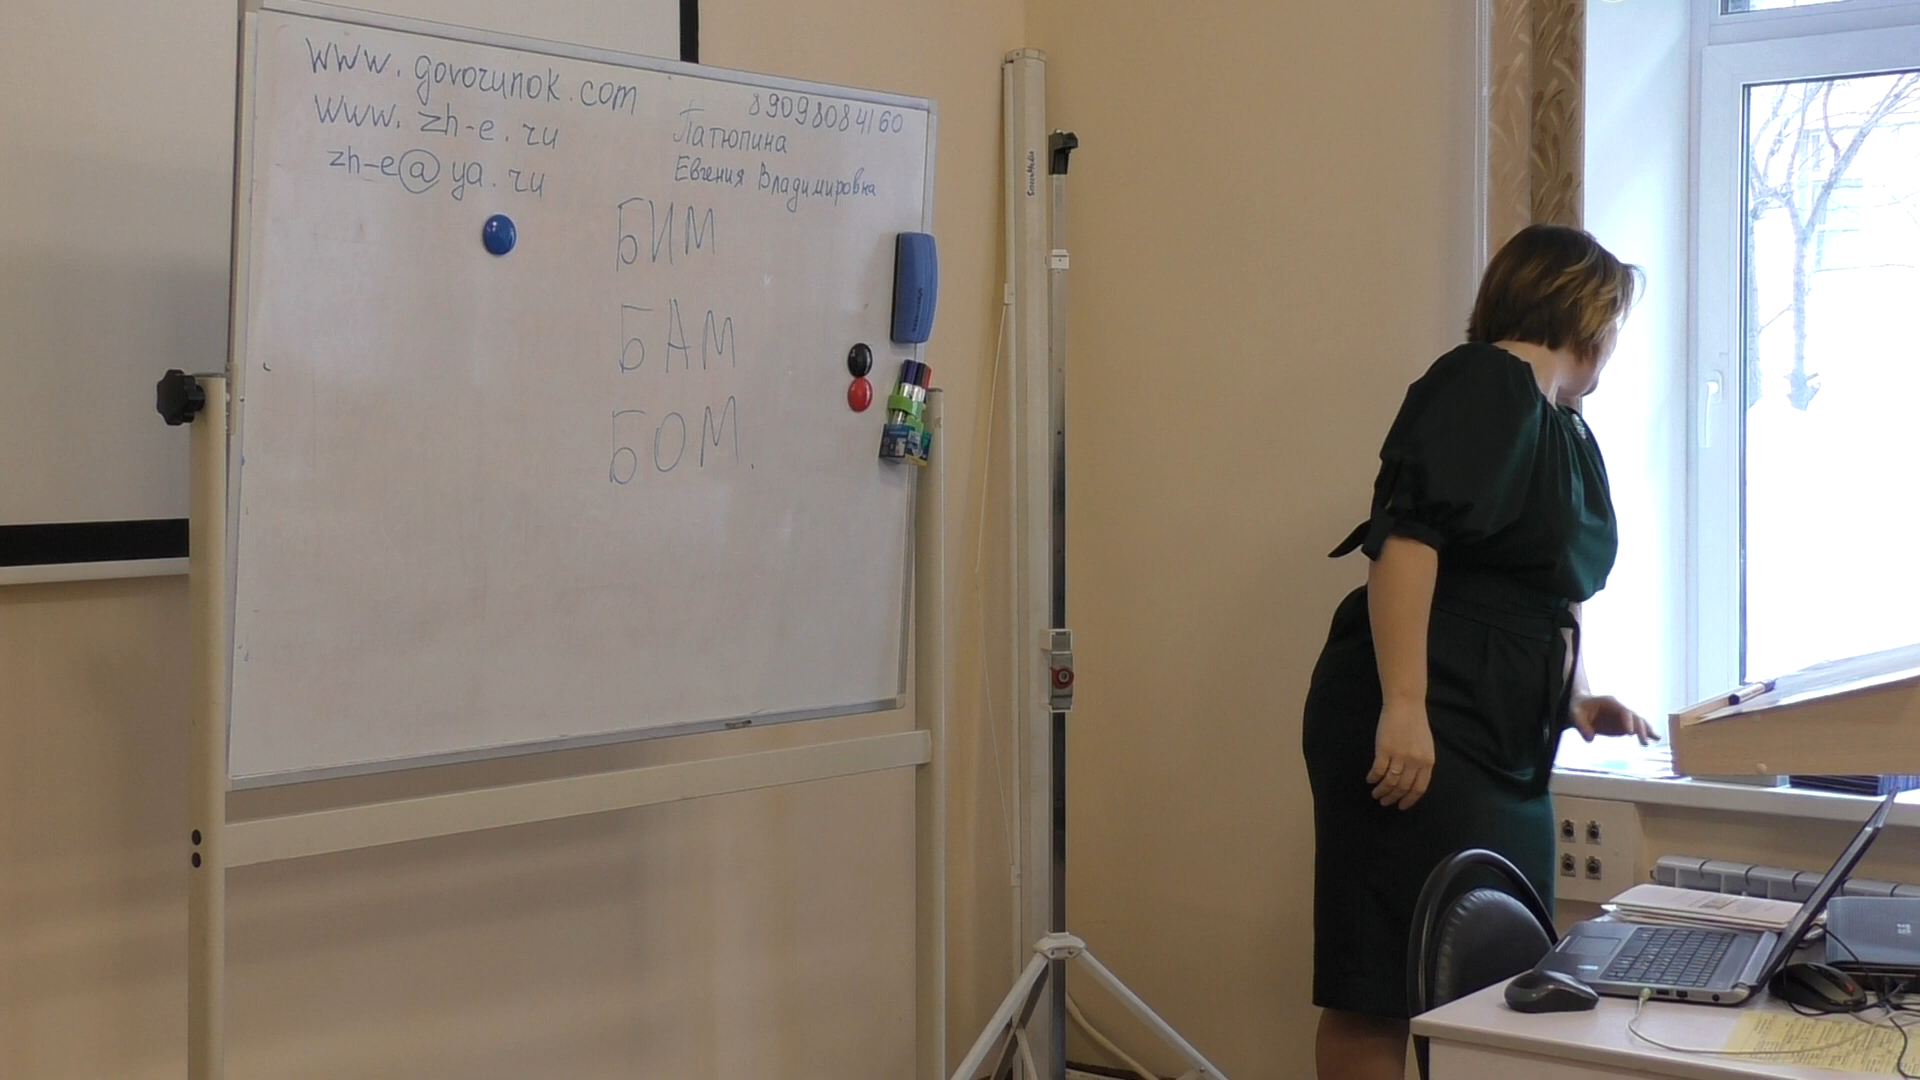 www.govorunok.com
www.zh-e.ru
zh-e@ya.ru
89098084160
Патюпина
Евгения Владимировна
БИМ
БАМ
БОМ.